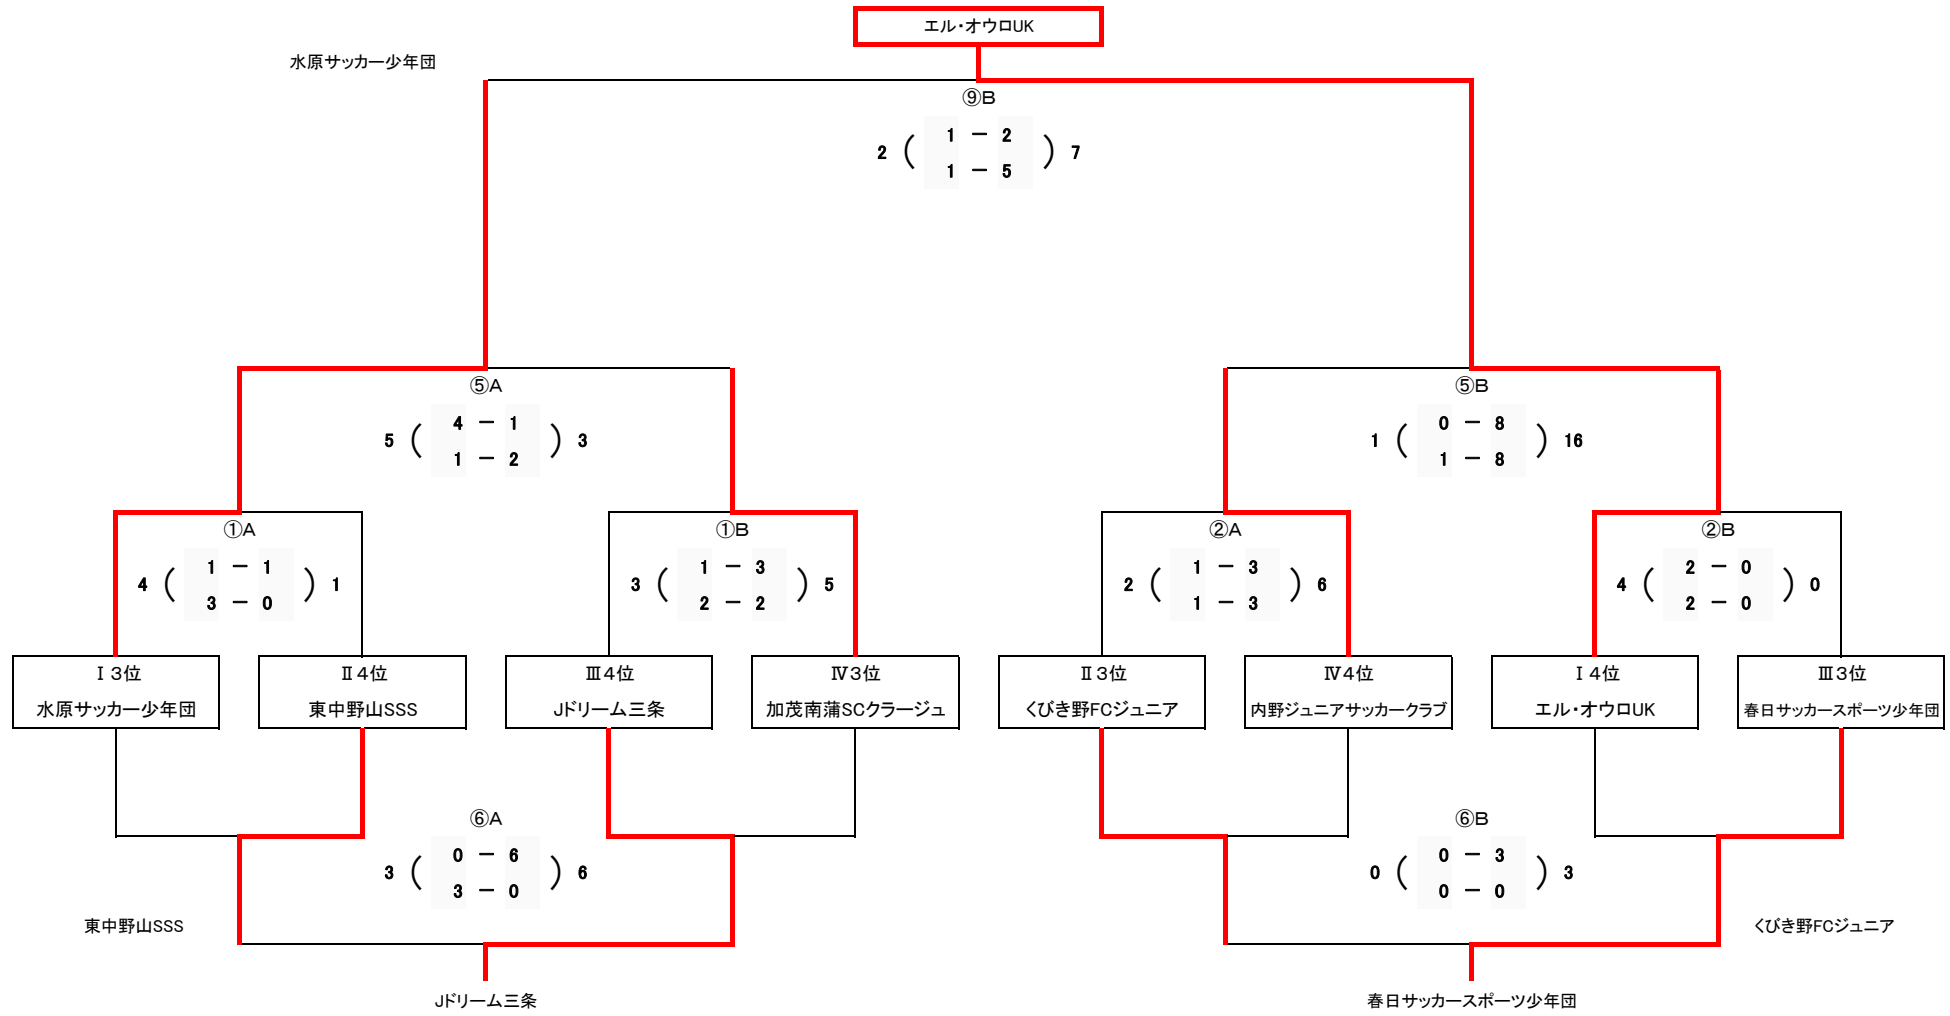 エル・オウロUK
水原サッカー少年団
⑨B
2 ( 1 － 2 ) 7
1 － 5
⑤A
5 ( 4 － 1 ) 3
1 － 2
⑤B
1 ( 0 － 8 ) 16
1 － 8
①A
4 ( 1 － 1 ) 1
3 － 0
①B
3 ( 1 － 3 ) 5
2 － 2
②A
2 ( 1 － 3 ) 6
1 － 3
②B
4 ( 2 － 0 ) 0
2 － 0
Ⅰ３位
水原サッカー少年団
Ⅱ４位
東中野山SSS
Ⅲ４位
Jドリーム三条
Ⅳ３位
加茂南蒲SCクラージュ
Ⅱ３位
くびき野FCジュニア
Ⅳ４位
内野ジュニアサッカークラブ
Ⅰ４位
エル・オウロUK
Ⅲ３位
春日サッカースポーツ少年団
⑥A
3 ( 0 － 6 ) 6
3 － 0
⑥B
0 ( 0 － 3 ) 3
0 － 0
東中野山SSS
くびき野FCジュニア
Jドリーム三条
春日サッカースポーツ少年団